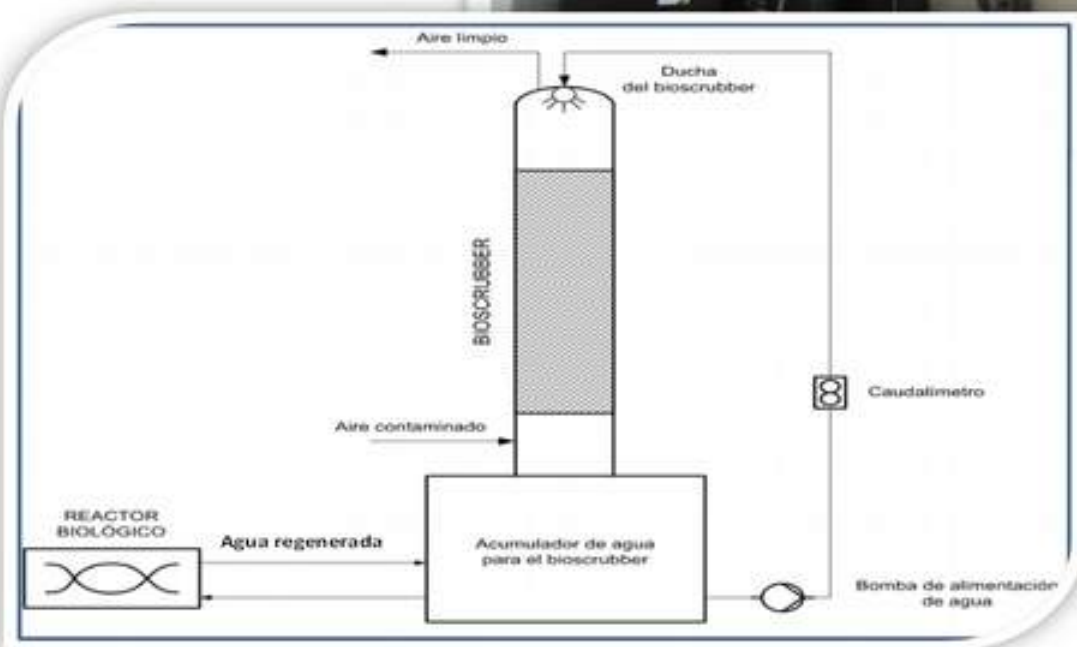 Aire limpio
Ducha
del bioscrubber
BIOSCRUBBER
Caudalímetro
Aire contaminado
REACTOR
BIOLÓGICO
Agua regenerada
Acumulador de agua
para el bioscrubber
Bomba de alimentación
de agua